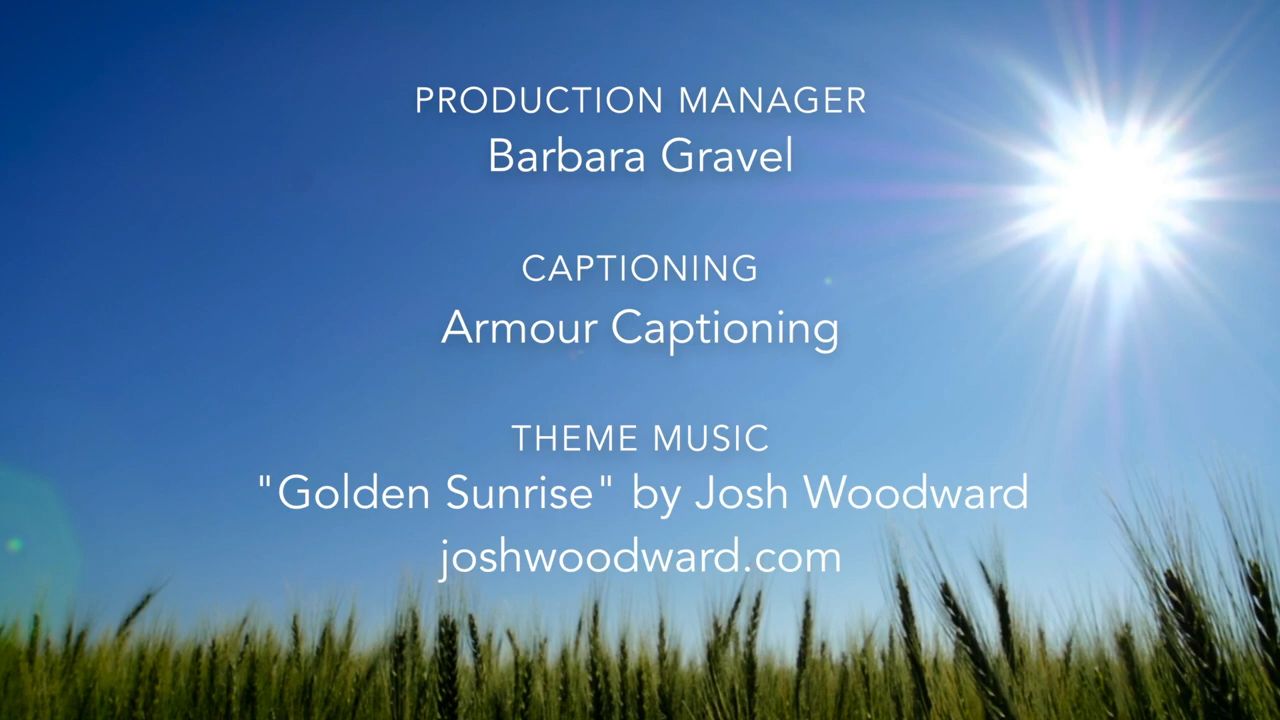 PRODUCTION MANAGER
Barbara Gravel
CAPTIONING
Armour Captioning
THEME MUSIC
"Golden Sunrise" by Josh Woodward
joshwoodward.com